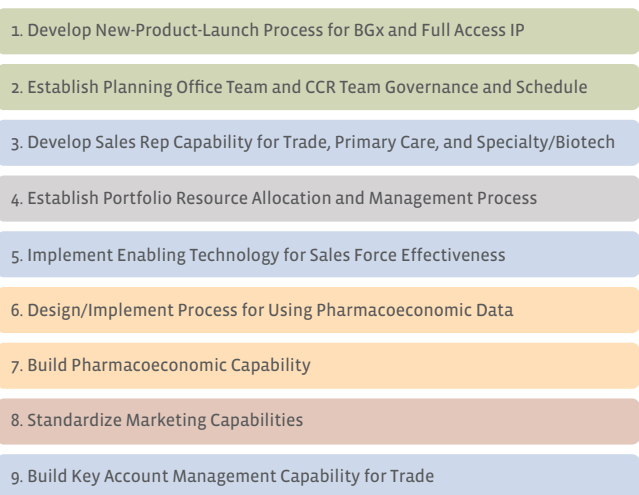 1. Develop New-Product-Launch Process for BGx and Full Access IP
2. Establish Planning Office Team and CCR Team Governance and Schedule
3. Develop Sales Rep Capability for Trade, Primary Care, and Specialty/Biotech
4. Establish Portfolio Resource Allocation and Management Process
5. Implement Enabling Technology for Sales Force Effectiveness
6. Design/Implement Process for Using Pharmacoeconomic Data
7. Build Pharmacoeconomic Capability
8. Standardize Marketing Capabilities
9. Build Key Account Management Capability for Trade